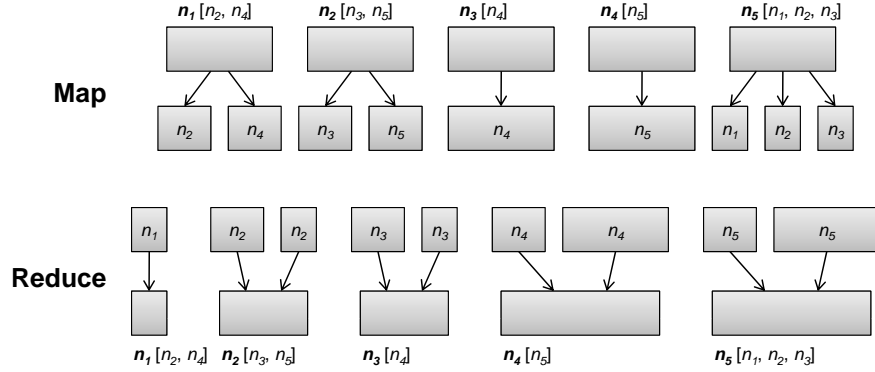 n1 [n2, n4] n2 [n3, n5] n3 [n4] n4 [n5] n5 [n1, n2, n3]
Map
n2 n4 n3 n5 n4 n5 n1 n2 n3
n1 n2 n2 n3 n3 n4 n4 n5 n5
Reduce
n1 [n2, n4] n2 [n3, n5] n3 [n4] n4 [n5] n5 [n1, n2, n3]